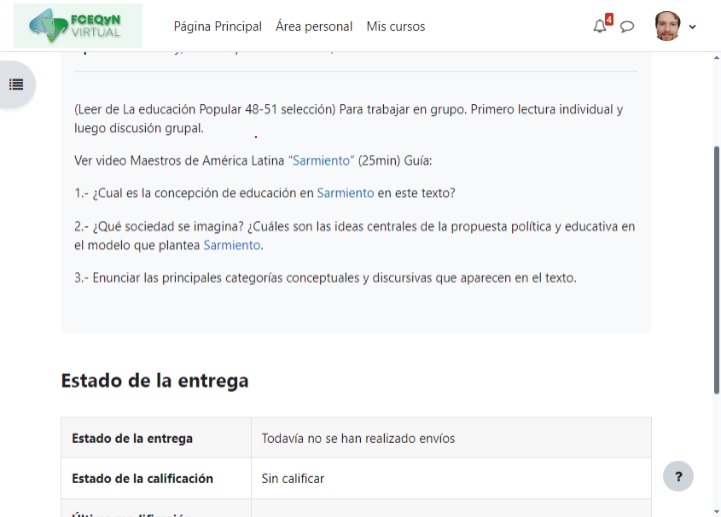 FCEQyN
VIRTUAL
Página Principal Área personal Mis cursos
4
(Leer de La educación Popular 48-51 selección) Para trabajar en grupo. Primero lectura individual y
luego discusión grupal.
Ver video Maestros de América Latina "Sarmiento" (25min) Guía:
1.- ¿Cual es la concepción de educación en Sarmiento en este texto?
2.- ¿Qué sociedad se imagina? ¿Cuáles son las ideas centrales de la propuesta política y educativa en
el modelo que plantea Sarmiento.
3.- Enunciar las principales categorías conceptuales y discursivas que aparecen en el texto.
Estado de la entrega
Estado de la entrega Todavía no se han realizado envíos
Estado de la calificación Sin calificar
?